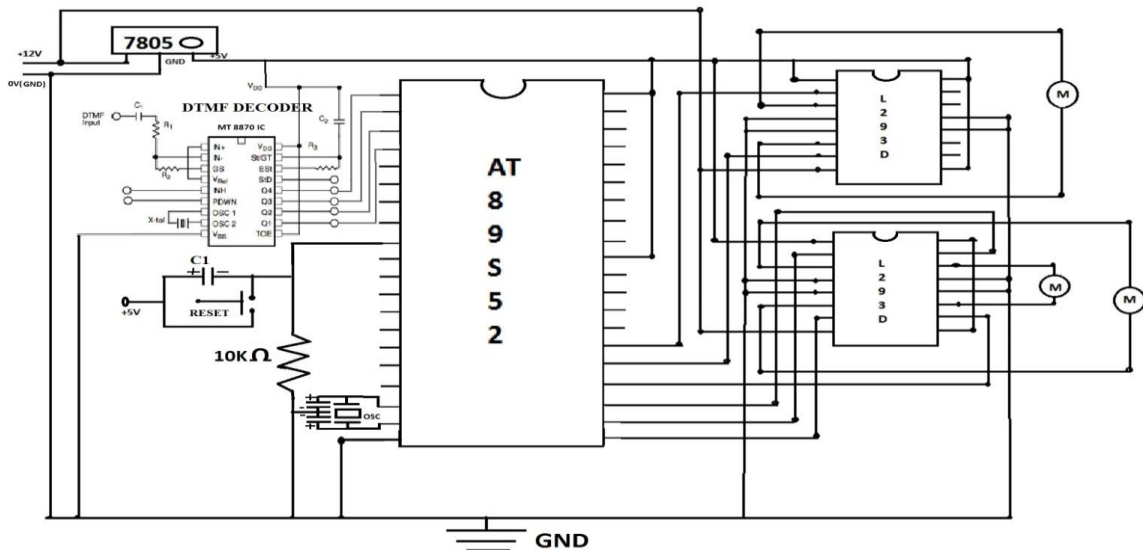 +12V
7805
+5V
GND
0V(GND)
VDD
DTMF DECODER
MT 8870 IC
DTMF
Input
C1
R1
R2
C2
R3
IN+
IN-
GS
VRef
INH
PDWN
OSC 1
OSC 2
VSS
VDD
St/GT
ESt
StD
Q4
Q3
Q2
Q1
TOE
X-tal
C1
+
−
RESET
+5V
10KΩ
OSC
AT
8
9
S
5
2
L
2
9
3
D
M
L
2
9
3
D
M
M
GND